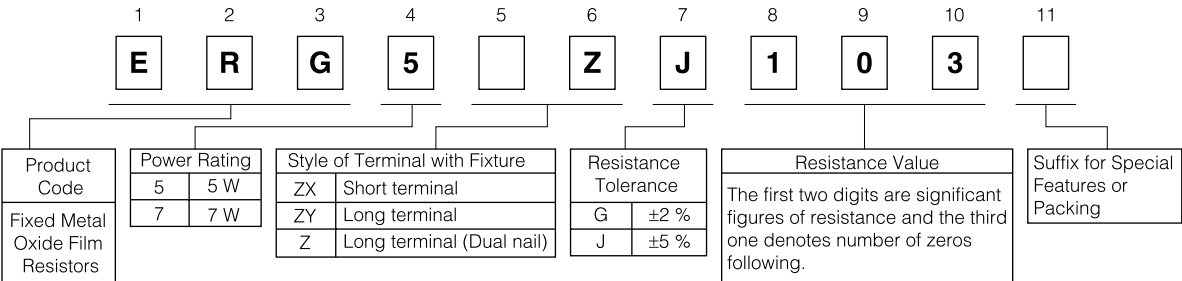 1 2 3 4 5 6 7 8 9 10 11
E R G 5 Z J 1 0 3
Product
Code
Fixed Metal
Oxide Film
Resistors
Power Rating
5 5 W
7 7 W
Style of Terminal with Fixture
ZX Short terminal
ZY Long terminal
Z Long terminal (Dual nail)
Resistance
Tolerance
G ±2 %
J ±5 %
Resistance Value
The first two digits are significant
figures of resistance and the third
one denotes number of zeros
following.
Suffix for Special
Features or
Packing